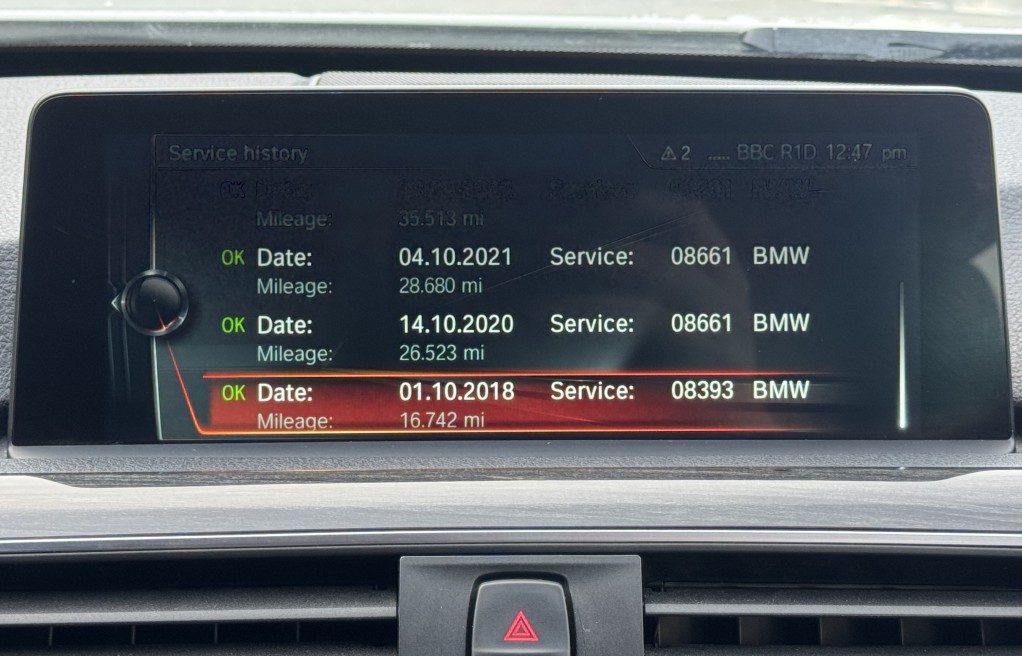 Service history ⚠2 ..... BBC R1D 12:47 pm
OK
Mileage: 35.513 mi
OK Date: 04.10.2021 Service: 08661 BMW
Mileage: 28.680 mi
OK Date: 14.10.2020 Service: 08661 BMW
Mileage: 26.523 mi
OK Date: 01.10.2018 Service: 08393 BMW
Mileage: 16.742 mi